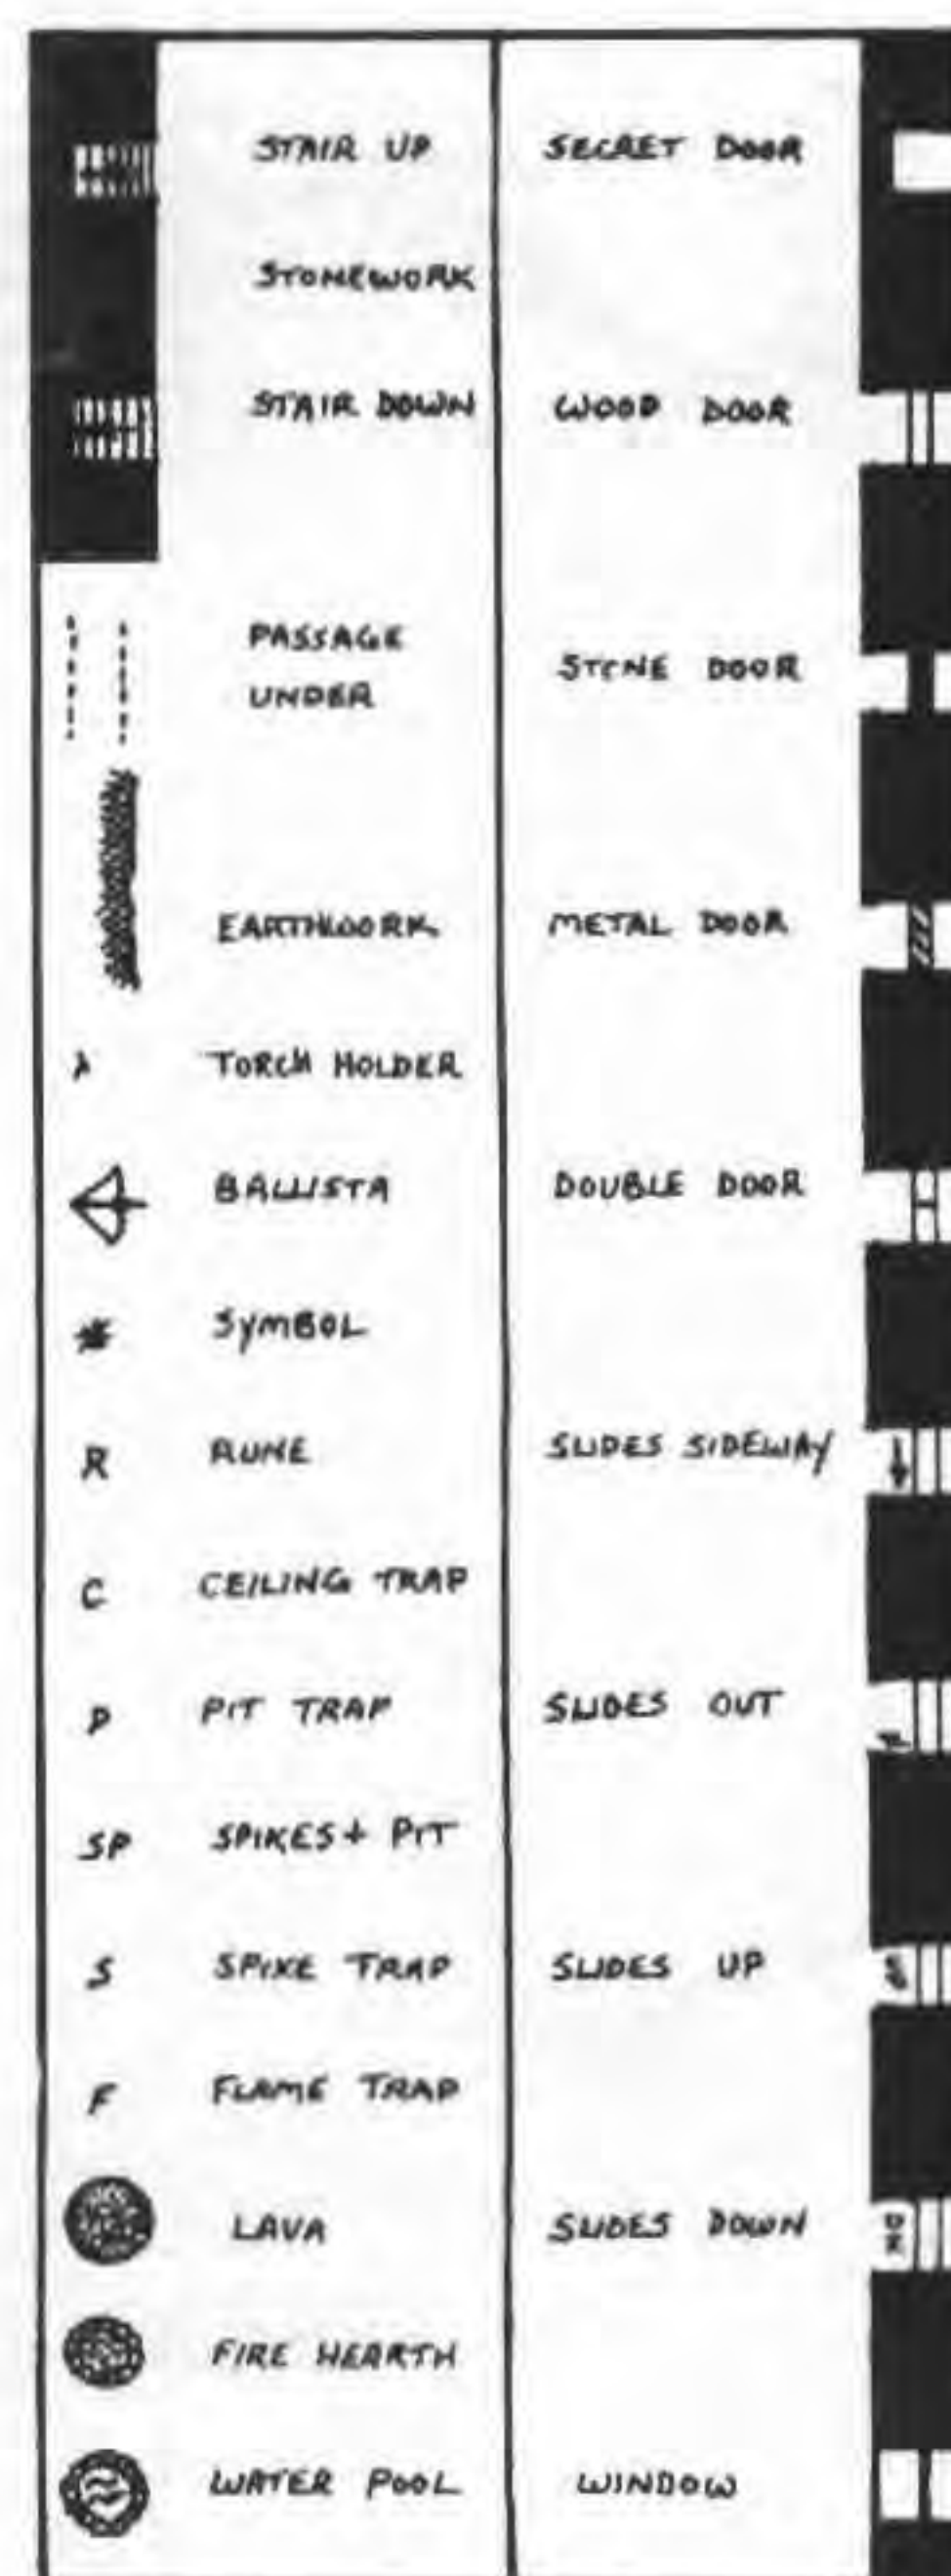 STAIR UP
STONEWORK
STAIR DOWN
PASSAGE
UNDER
EARTHWORK
TORCH HOLDER
BALLISTA
# SYMBOL
R RUNE
C CEILING TRAP
P PIT TRAP
SP SPIKES + PIT
S SPIKE TRAP
F FLAME TRAP
LAVA
FIRE HEARTH
WATER POOL
SECRET DOOR
WOOD DOOR
STONE DOOR
METAL DOOR
DOUBLE DOOR
SLIDES SIDEWAY
SLIDES OUT
SLIDES UP
SLIDES DOWN
WINDOW